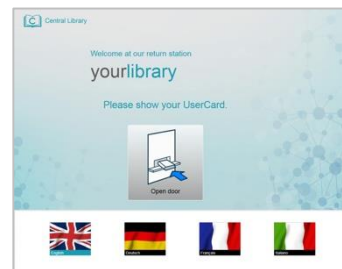 Central Library
Welcome at our return station
yourlibrary
Please show your UserCard.
Open door
English
Deutsch
Français
Italiano